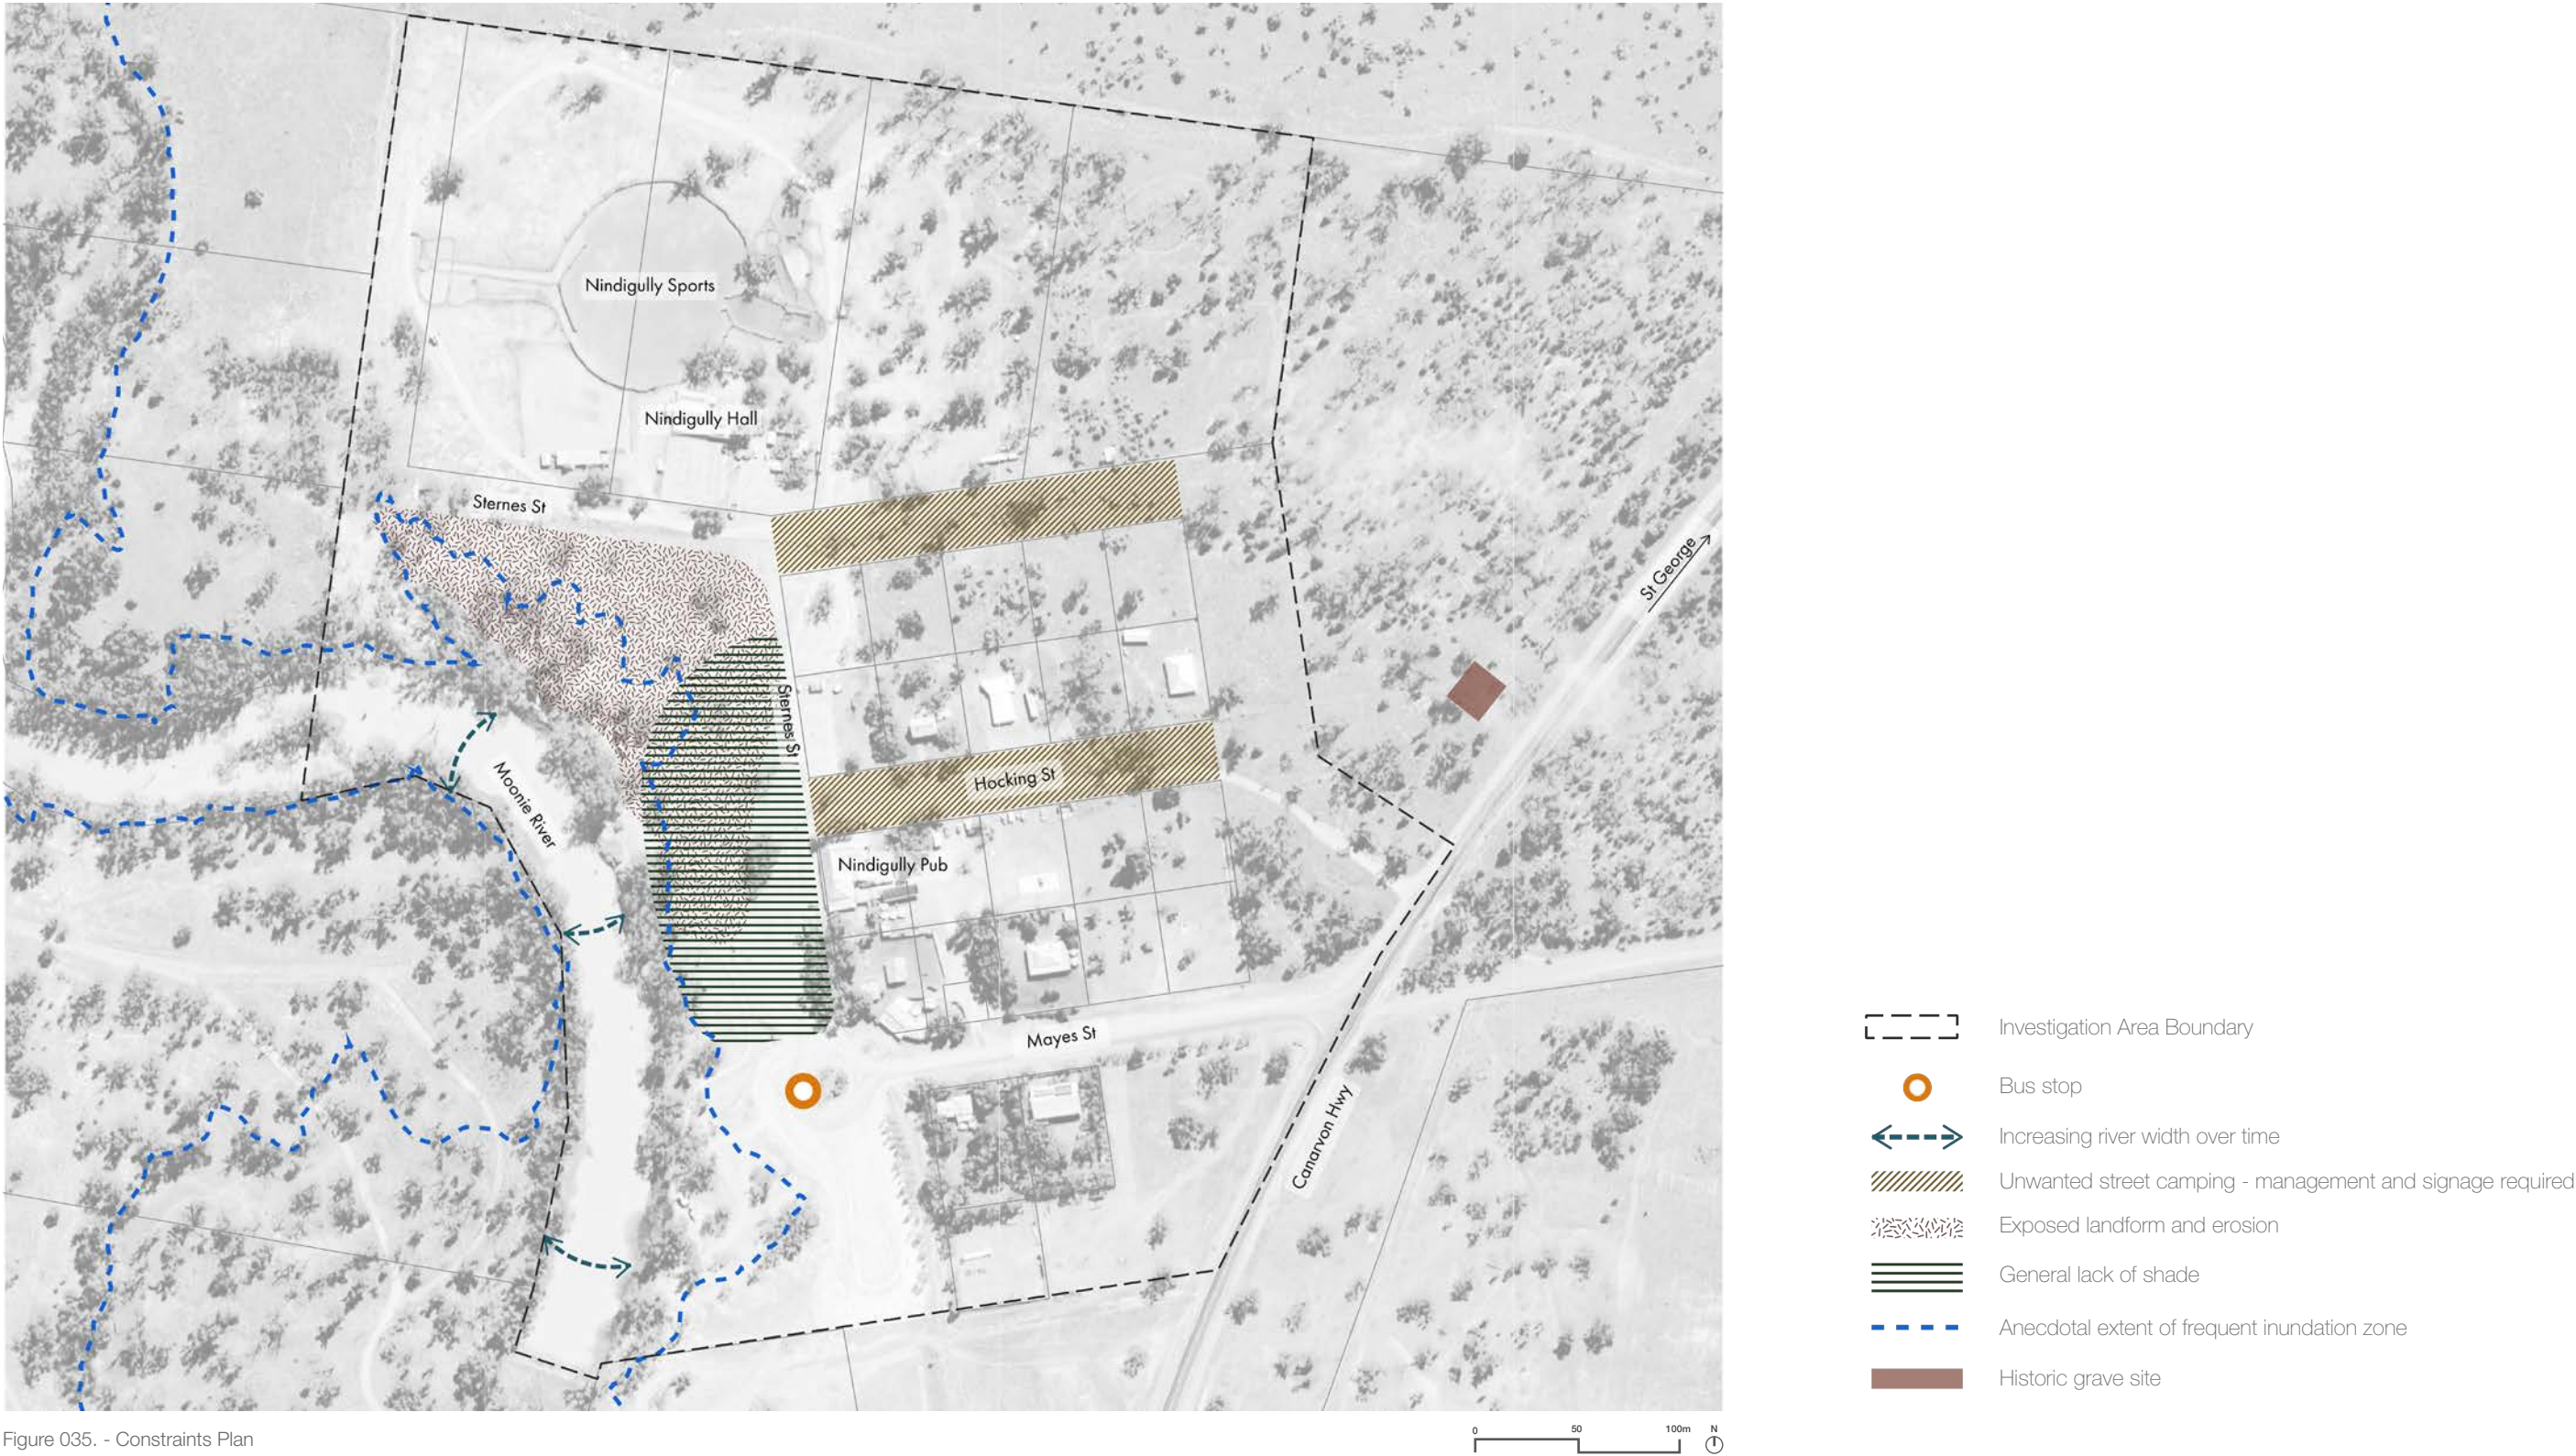 Nindigully Sports
Nindigully Hall
Sternes St
St George
Sternes St
Moonie River
Hocking St
Nindigully Pub
Mayes St
Canarvon Hwy
Investigation Area Boundary
Bus stop
Increasing river width over time
Unwanted street camping - management and signage required
Exposed landform and erosion
General lack of shade
Anecdotal extent of frequent inundation zone
Historic grave site
Figure 035. - Constraints Plan
0 50 100m N